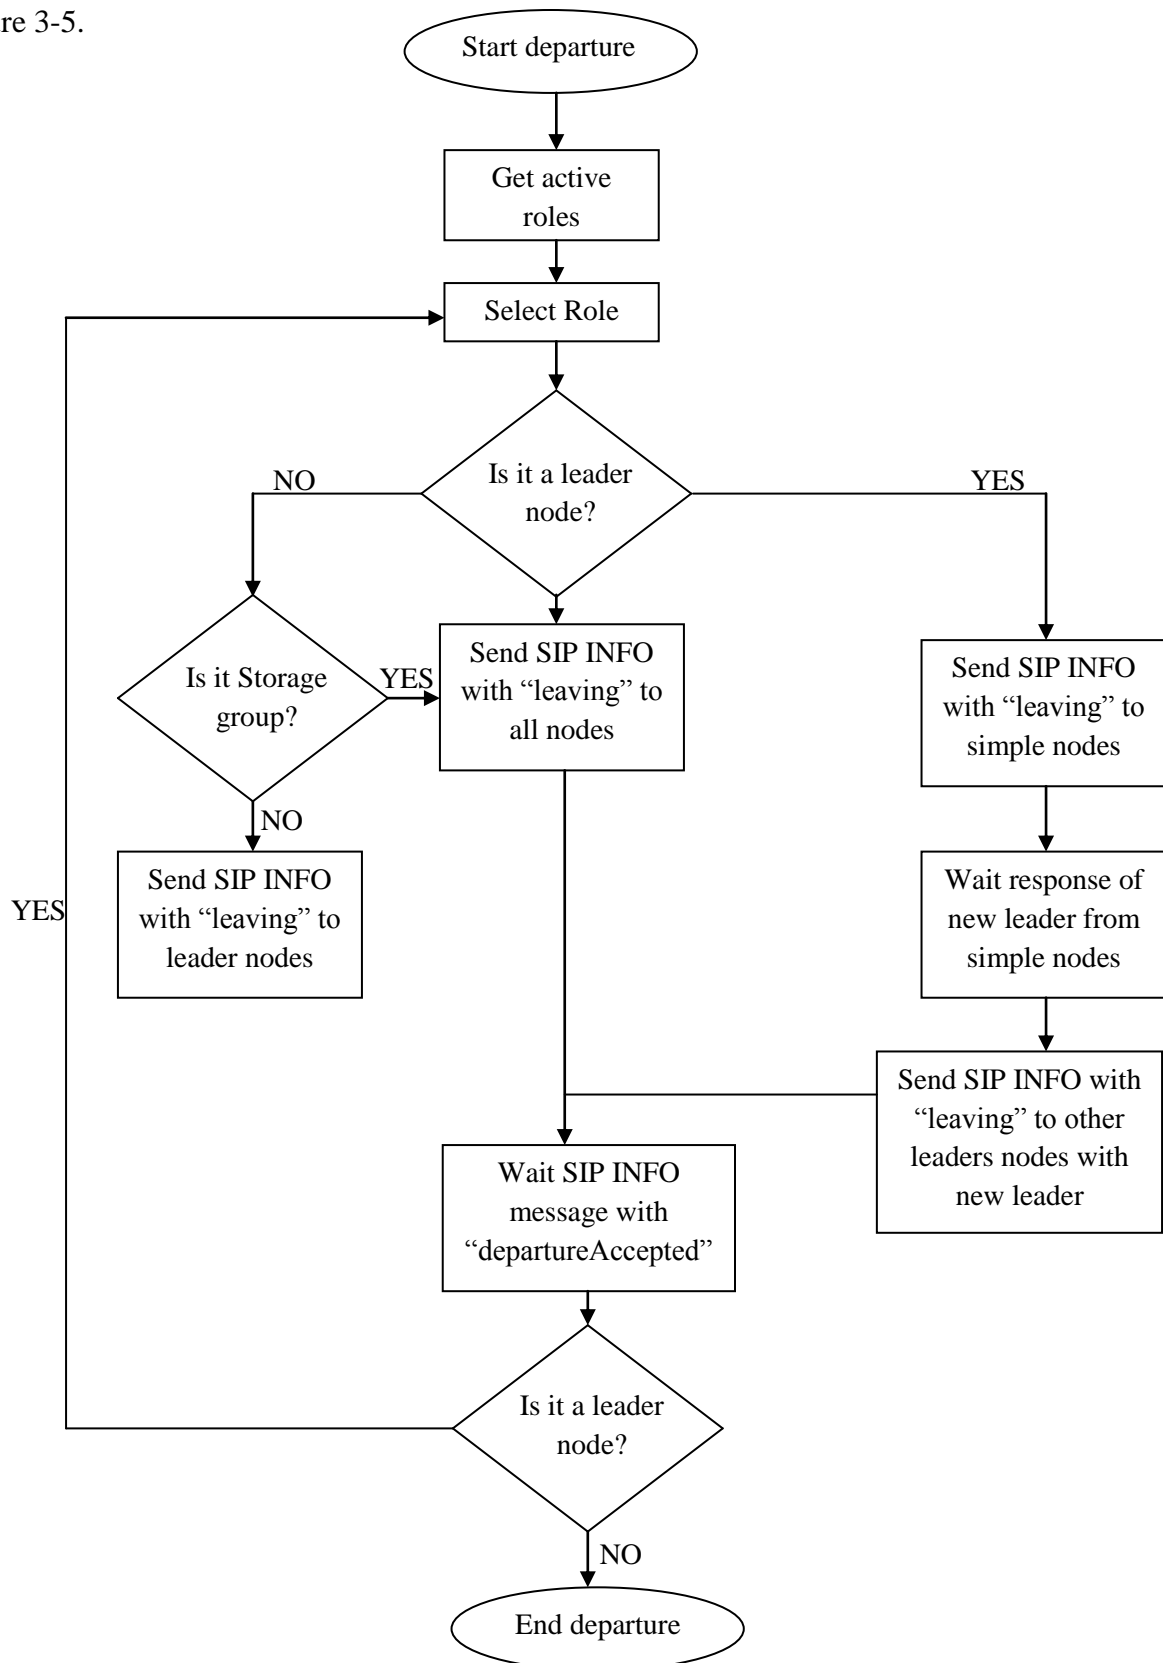 re 3-5.
Start departure
Get active
roles
Select Role
Is it a leader
node?
NO
YES
Is it Storage
group?
YES
Send SIP INFO
with “leaving” to
all nodes
Send SIP INFO
with “leaving” to
simple nodes
NO
Send SIP INFO
with “leaving” to
leader nodes
Wait response of
new leader from
simple nodes
YES
Send SIP INFO with
“leaving” to other
leaders nodes with
new leader
Wait SIP INFO
message with
“departureAccepted”
Is it a leader
node?
NO
End departure